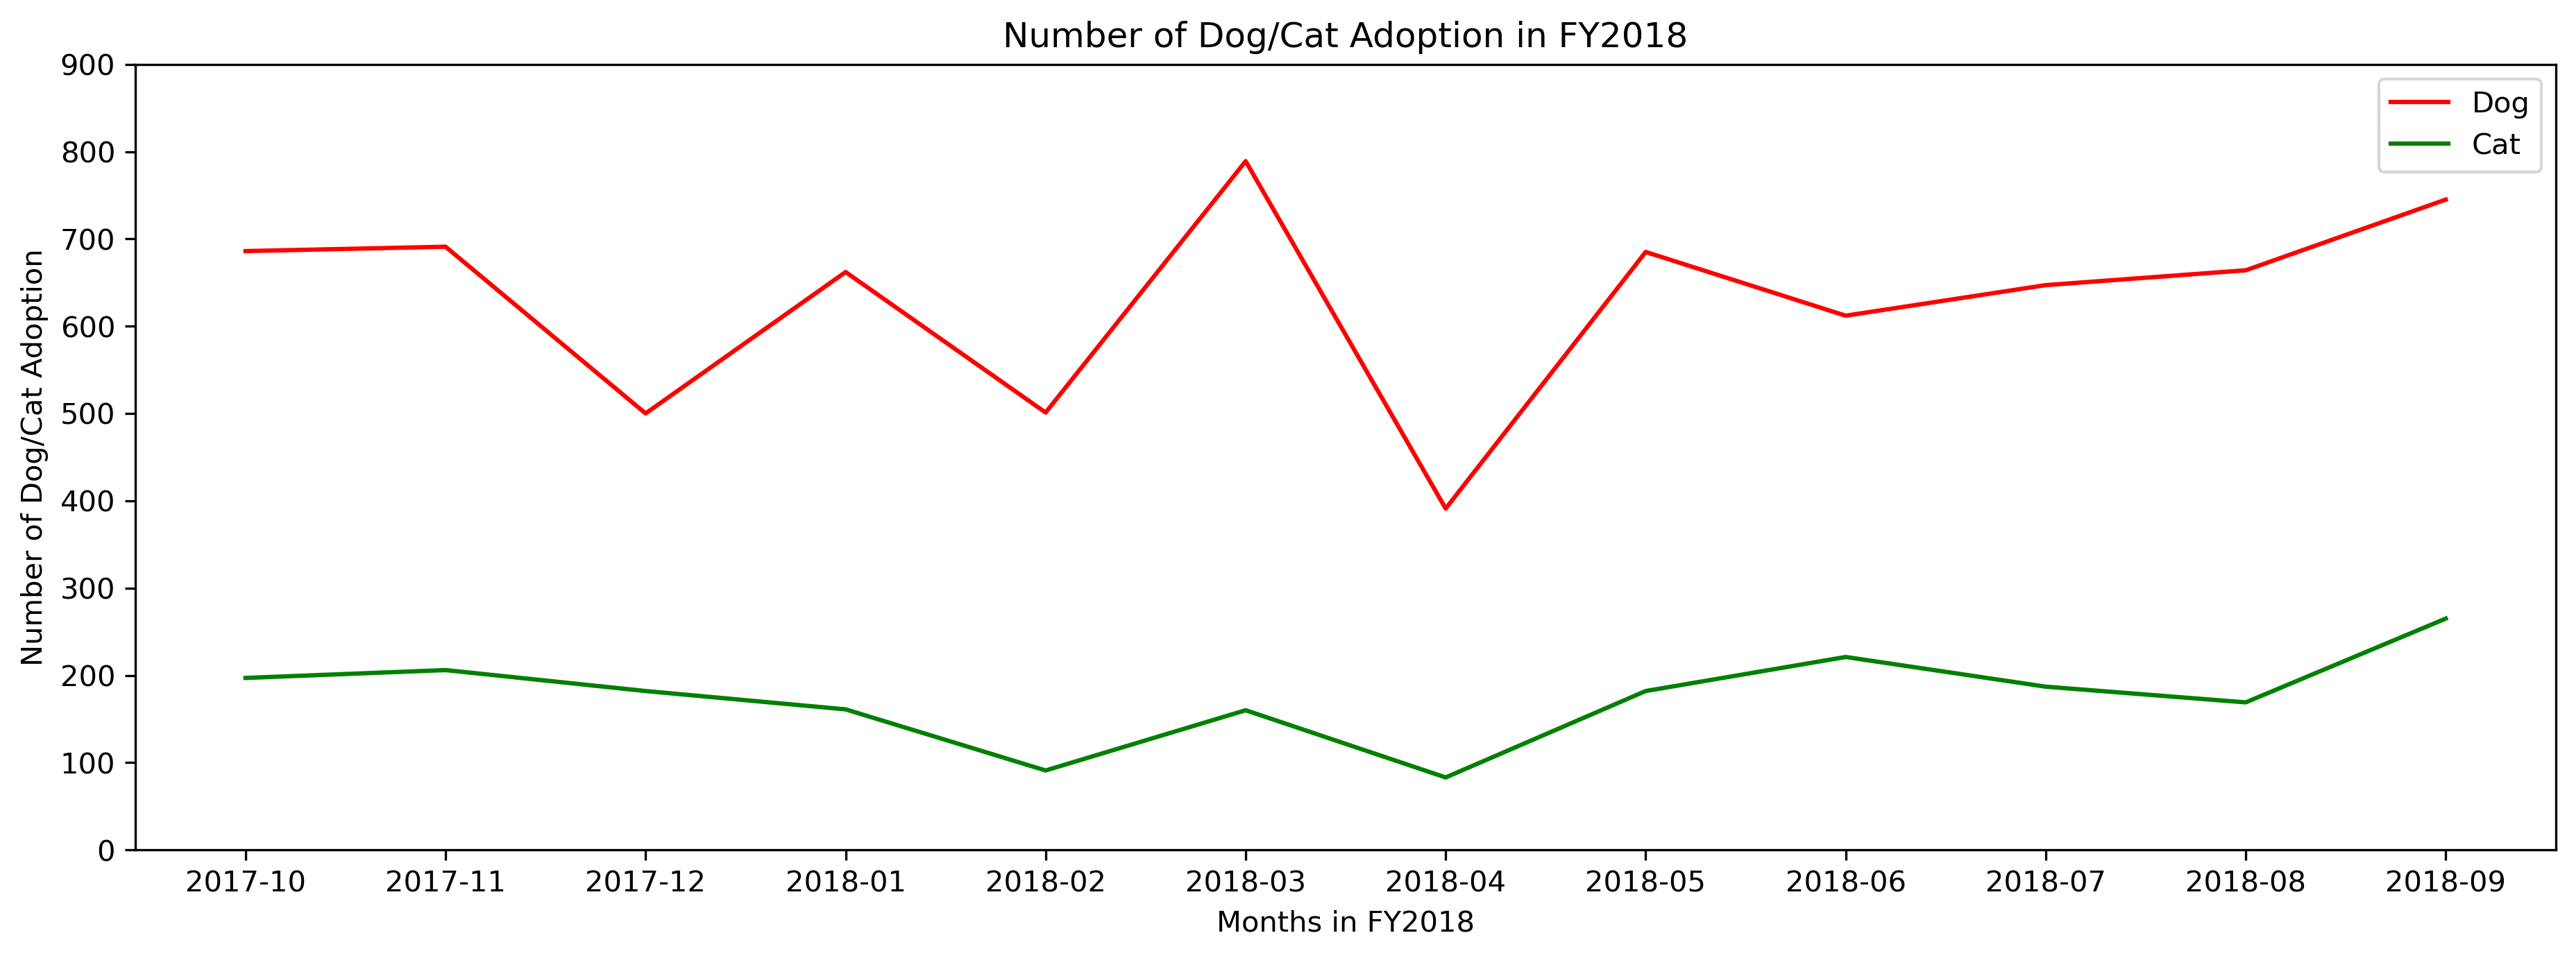 Number of Dog/Cat Adoption in FY2018
Number of Dog/Cat Adoption
900
800
700
600
500
400
300
200
100
0
Dog
Cat
2017-10 2017-11 2017-12 2018-01 2018-02 2018-03 2018-04 2018-05 2018-06 2018-07 2018-08 2018-09
Months in FY2018